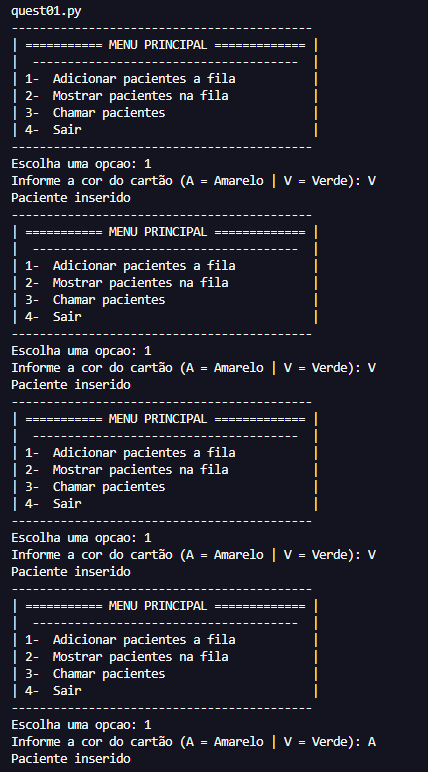 quest01.py
--------------------------------------------
| =========== MENU PRINCIPAL ============= |
|  --------------------------------------  |
| 1-  Adicionar pacientes a fila           |
| 2-  Mostrar pacientes na fila            |
| 3-  Chamar pacientes                     |
| 4-  Sair                                 |
--------------------------------------------
Escolha uma opcao: 1
Informe a cor do cartão (A = Amarelo | V = Verde): V
Paciente inserido
--------------------------------------------
| =========== MENU PRINCIPAL ============= |
|  --------------------------------------  |
| 1-  Adicionar pacientes a fila           |
| 2-  Mostrar pacientes na fila            |
| 3-  Chamar pacientes                     |
| 4-  Sair                                 |
--------------------------------------------
Escolha uma opcao: 1
Informe a cor do cartão (A = Amarelo | V = Verde): V
Paciente inserido
--------------------------------------------
| =========== MENU PRINCIPAL ============= |
|  --------------------------------------  |
| 1-  Adicionar pacientes a fila           |
| 2-  Mostrar pacientes na fila            |
| 3-  Chamar pacientes                     |
| 4-  Sair                                 |
--------------------------------------------
Escolha uma opcao: 1
Informe a cor do cartão (A = Amarelo | V = Verde): V
Paciente inserido
--------------------------------------------
| =========== MENU PRINCIPAL ============= |
|  --------------------------------------  |
| 1-  Adicionar pacientes a fila           |
| 2-  Mostrar pacientes na fila            |
| 3-  Chamar pacientes                     |
| 4-  Sair                                 |
--------------------------------------------
Escolha uma opcao: 1
Informe a cor do cartão (A = Amarelo | V = Verde): A
Paciente inserido